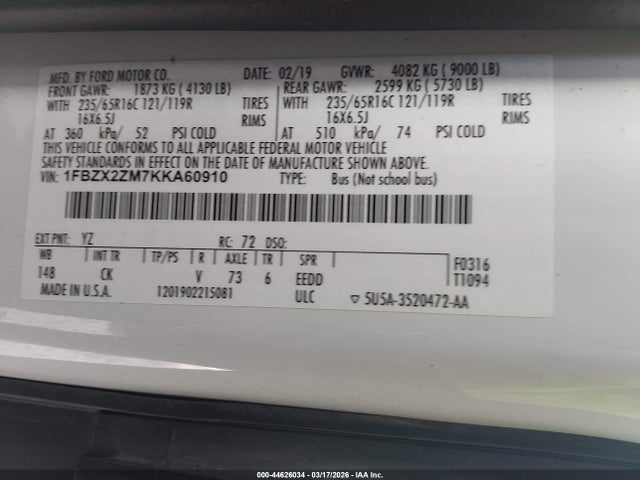 MFD. BY FORD MOTOR CO. DATE: 02/19 GVWR: 4082 KG ( 9000 LB)
FRONT GAWR: 1873 KG ( 4130 LB) REAR GAWR: 2599 KG ( 5730 LB)
WITH 235/65R16C 121/119R TIRES WITH 235/65R16C 121/119R TIRES
16X6.5J RIMS 16X6.5J RIMS
AT 360 kPa/ 52 PSI COLD AT 510 kPa/ 74 PSI COLD
THIS VEHICLE CONFORMS TO ALL APPLICABLE FEDERAL MOTOR VEHICLE
SAFETY STANDARDS IN EFFECT ON THE DATE OF MANUFACTURE SHOWN ABOVE.
VIN: 1FBZX2ZM7KKA60910 TYPE: Bus (Not school bus)
EXT PNT: YZ RC: 72 DSO:
WB INT TR TP/PS R AXLE TR SPR F0316
148 CK V 73 6 EEDD T1094
MADE IN U.S.A. 1201902215081 ULC ▽ 5U5A-3520472-AA
000-44626034 - 03/17/2026 - IAA Inc.